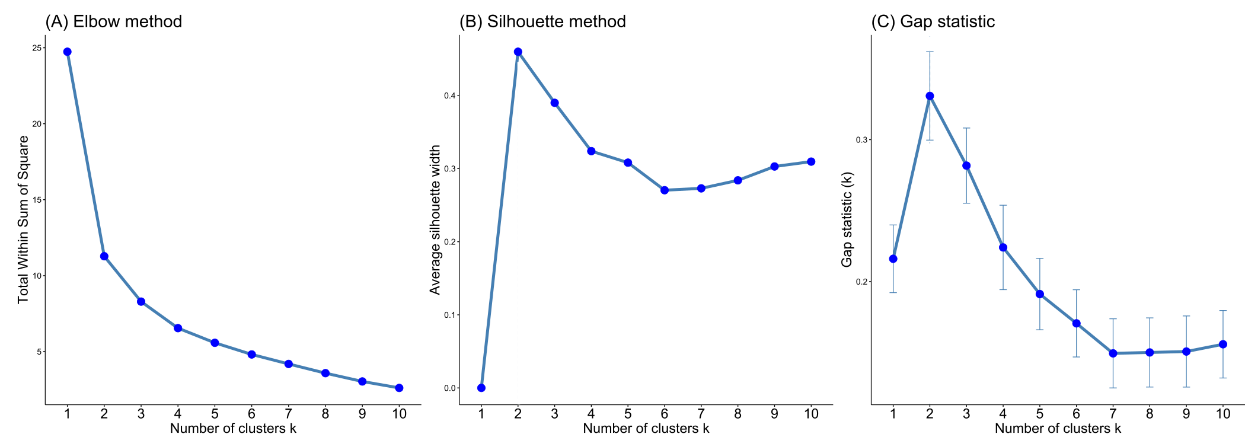 (A) Elbow method
Total Within Sum of Square
25
20
15
10
5
1 2 3 4 5 6 7 8 9 10
Number of clusters k
(B) Silhouette method
Average silhouette width
0.4
0.3
0.2
0.1
0.0
1 2 3 4 5 6 7 8 9 10
Number of clusters k
(C) Gap statistic
Gap statistic (k)
0.3
0.2
1 2 3 4 5 6 7 8 9 10
Number of clusters k